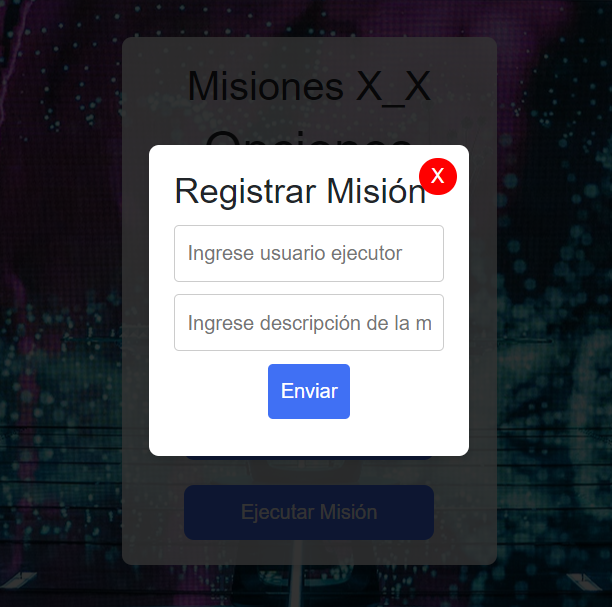 Misiones X_X
Opciones
Registrar Misión
X
Ingrese usuario ejecutor
Ingrese descripción de la m
Enviar
Ejecutar Misión